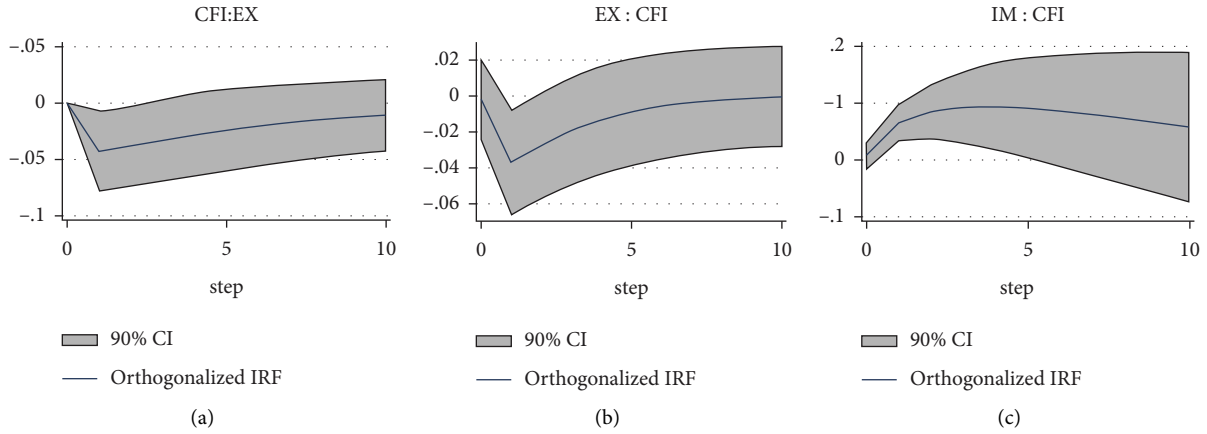 CFI:EX
−.05
0
−.05
−.1
0
5
10
step
90% CI
Orthogonalized IRF
(a)
EX : CFI
.02
0
−.02
−.04
−.06
0
5
10
step
90% CI
Orthogonalized IRF
(b)
IM : CFI
.2
−1
0
−.1
0
5
10
step
90% CI
Orthogonalized IRF
(c)